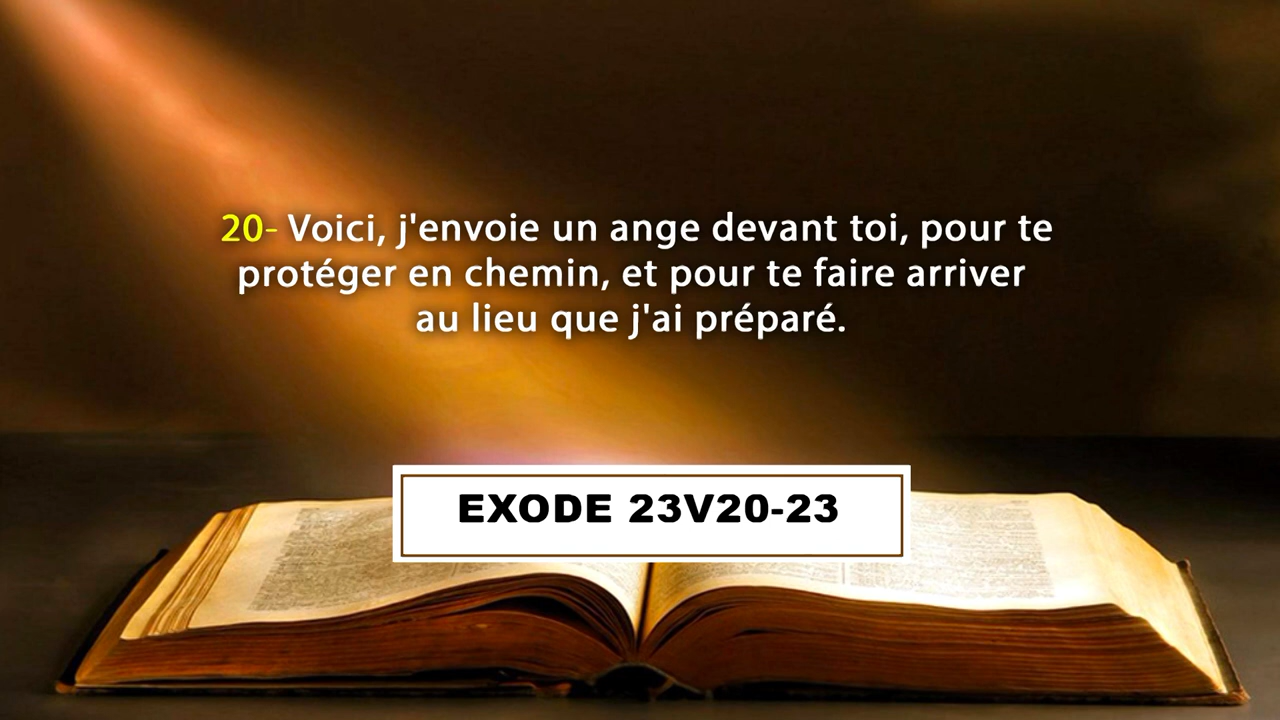 20- Voici, j'envoie un ange devant toi, pour te
protéger en chemin, et pour te faire arriver
au lieu que j'ai préparé.
EXODE 23V20-23